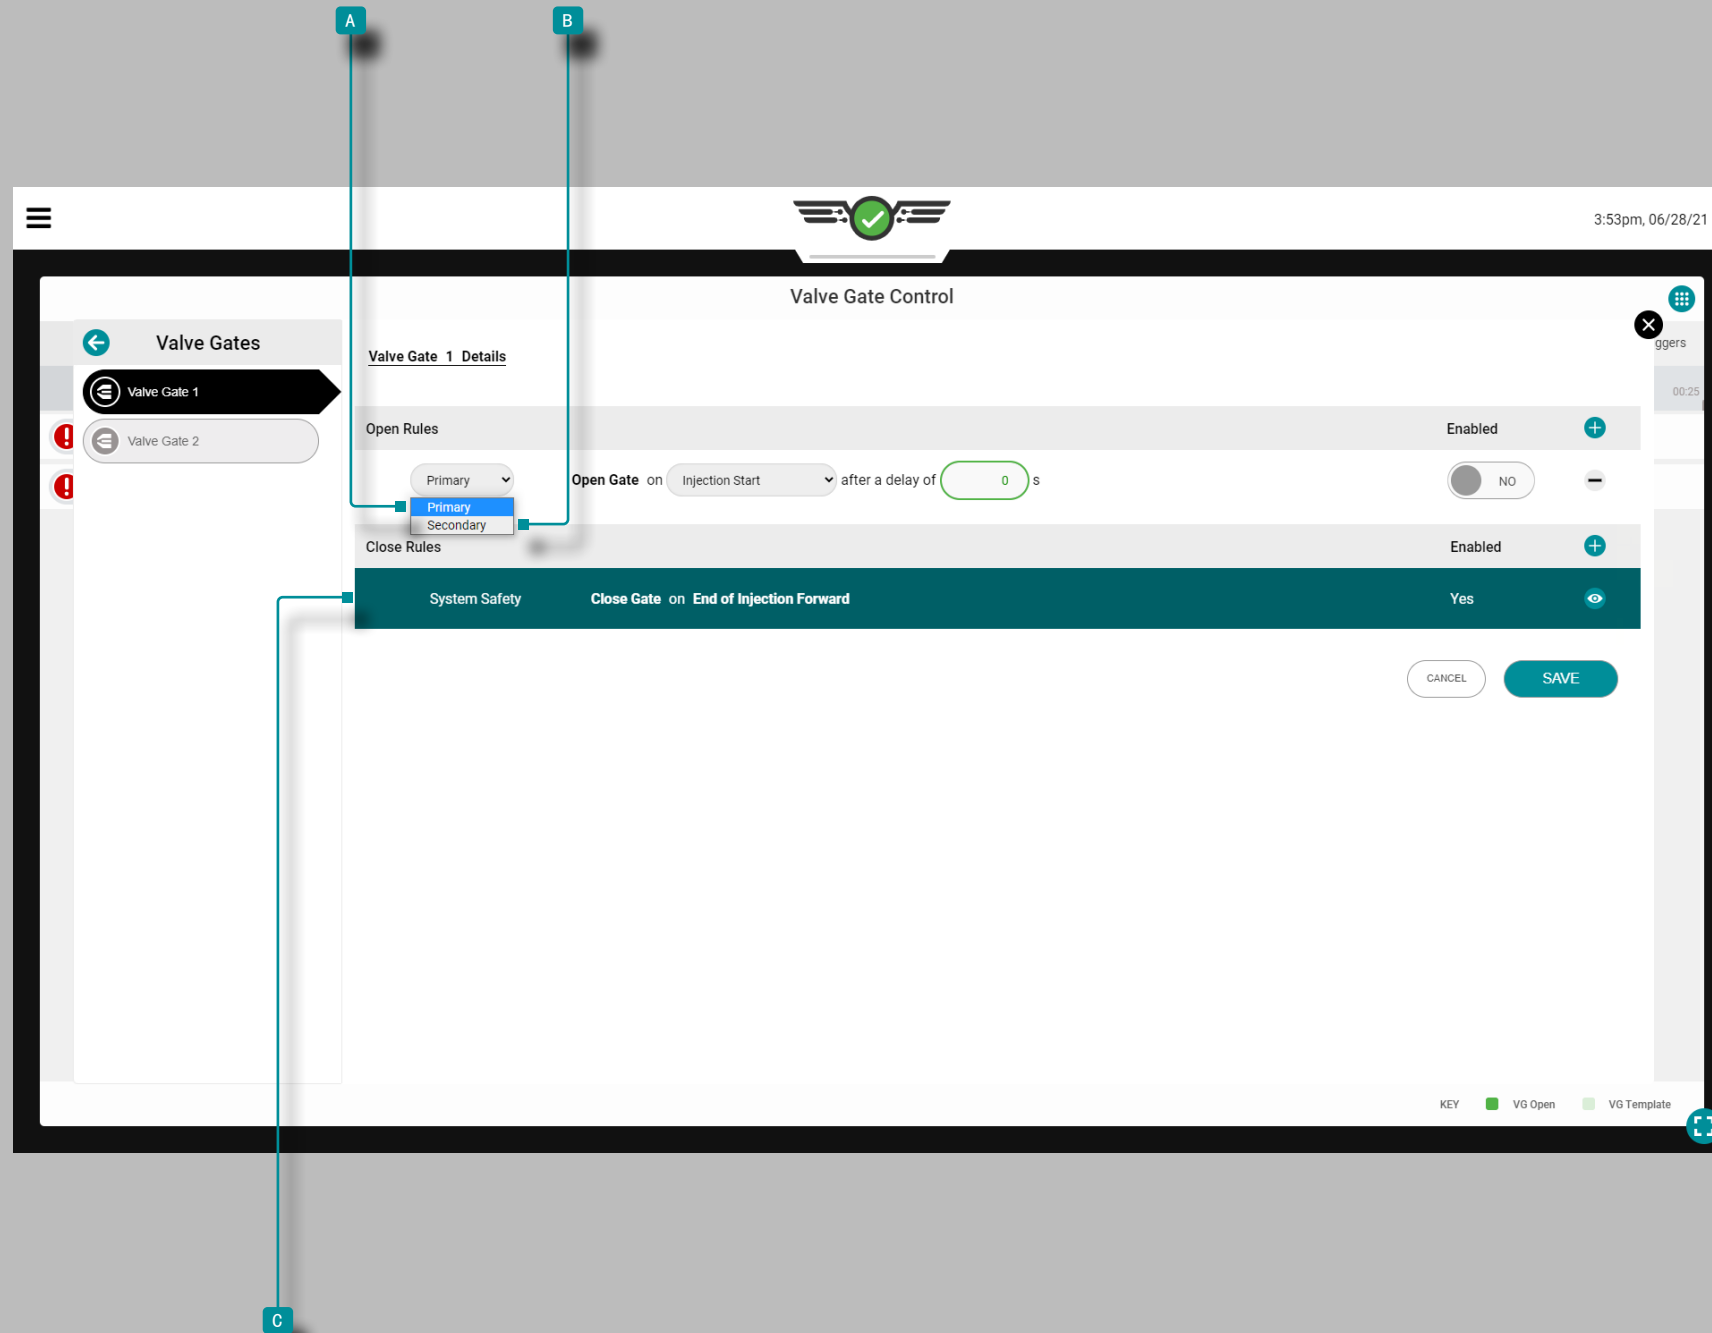 A
B
3:53pm, 06/28/21
Valve Gate Control
Valve Gates
ggers
Valve Gate 1 Details
Valve Gate 1
00:25
Open Rules Enabled
Valve Gate 2
Primary Open Gate on Injection Start after a delay of 0 s NO
Primary
Secondary
Close Rules Enabled
System Safety Close Gate on End of Injection Forward Yes
CANCEL SAVE
KEY VG Open VG Template
C